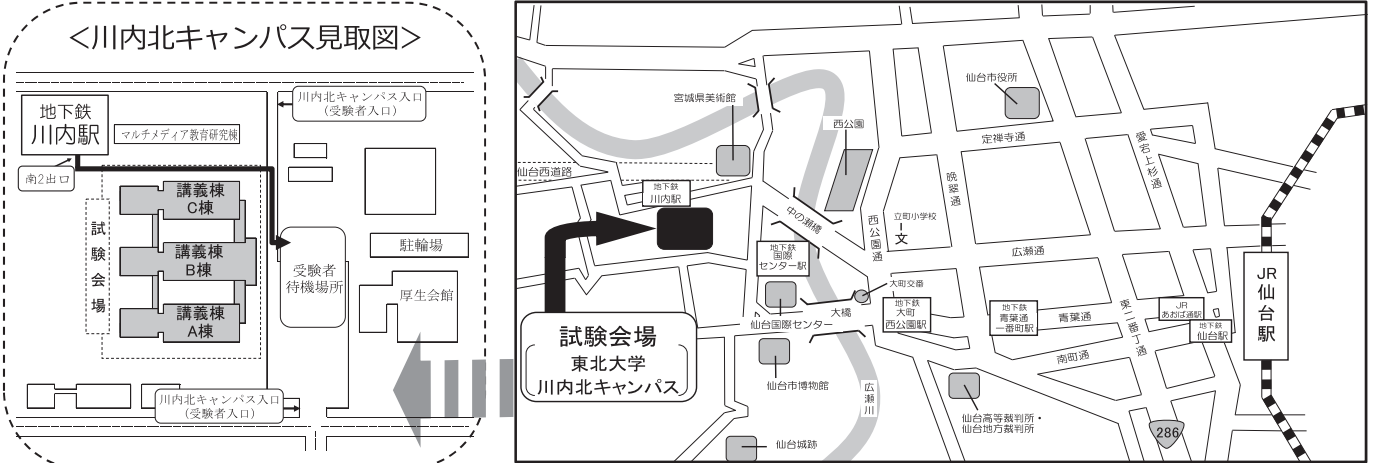 <川内北キャンパス見取図>
川内北キャンパス入口
(受験者入口)
地下鉄
川内駅
マルチメディア教育研究棟
南2出口
講義棟
C棟
試験会場
講義棟
B棟
講義棟
A棟
受験者
待機場所
駐輪場
厚生会館
川内北キャンパス入口
(受験者入口)
仙台市役所
宮城県美術館
西公園
定禅寺通
愛宕上杉通
仙台西道路
地下鉄
川内駅
晩翠通
中の瀬橋
西公園通
立町小学校
文
広瀬通
地下鉄
国際
センター駅
大町交番
JR仙台駅
大橋
地下鉄
大町
西公園駅
地下鉄
青葉通
一番町駅
青葉通
東二番丁通
JR
あおば通駅
地下鉄
仙台駅
仙台国際センター
南町通
試験会場
東北大学
川内北キャンパス
仙台市博物館
広瀬川
仙台高等裁判所・
仙台地方裁判所
仙台城跡
286